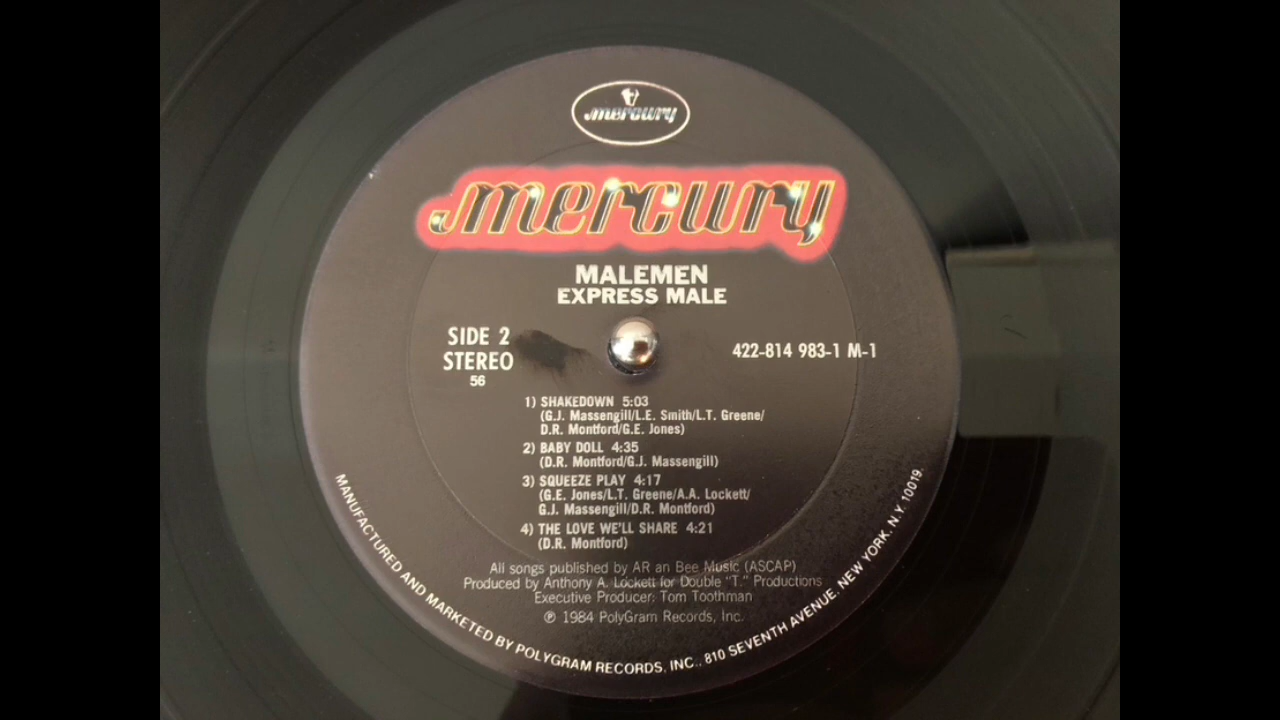 mercury
mercury
MALEMEN
EXPRESS MALE
SIDE 2
STEREO
56
422-814 983-1 M-1
1) SHAKEDOWN 5:03
(G.J. Massengill/L.E. Smith/L.T. Greene/
D.R. Montford/G.E. Jones)
2) BABY DOLL 4:35
(D.R. Montford/G.J. Massengill)
3) SQUEEZE PLAY 4:17
(G.E. Jones/L.T. Greene/A.A. Lockett/
G.J. Massengill/D.R. Montford)
4) THE LOVE WE'LL SHARE 4:21
(D.R. Montford)
All songs published by AR an Bee Music (ASCAP)
Produced by Anthony A. Lockett for Double "T." Productions
Executive Producer: Tom Toothman
℗ 1984 PolyGram Records, Inc.
MANUFACTURED AND MARKETED BY POLYGRAM RECORDS, INC., 810 SEVENTH AVENUE, NEW YORK, N.Y. 10019.